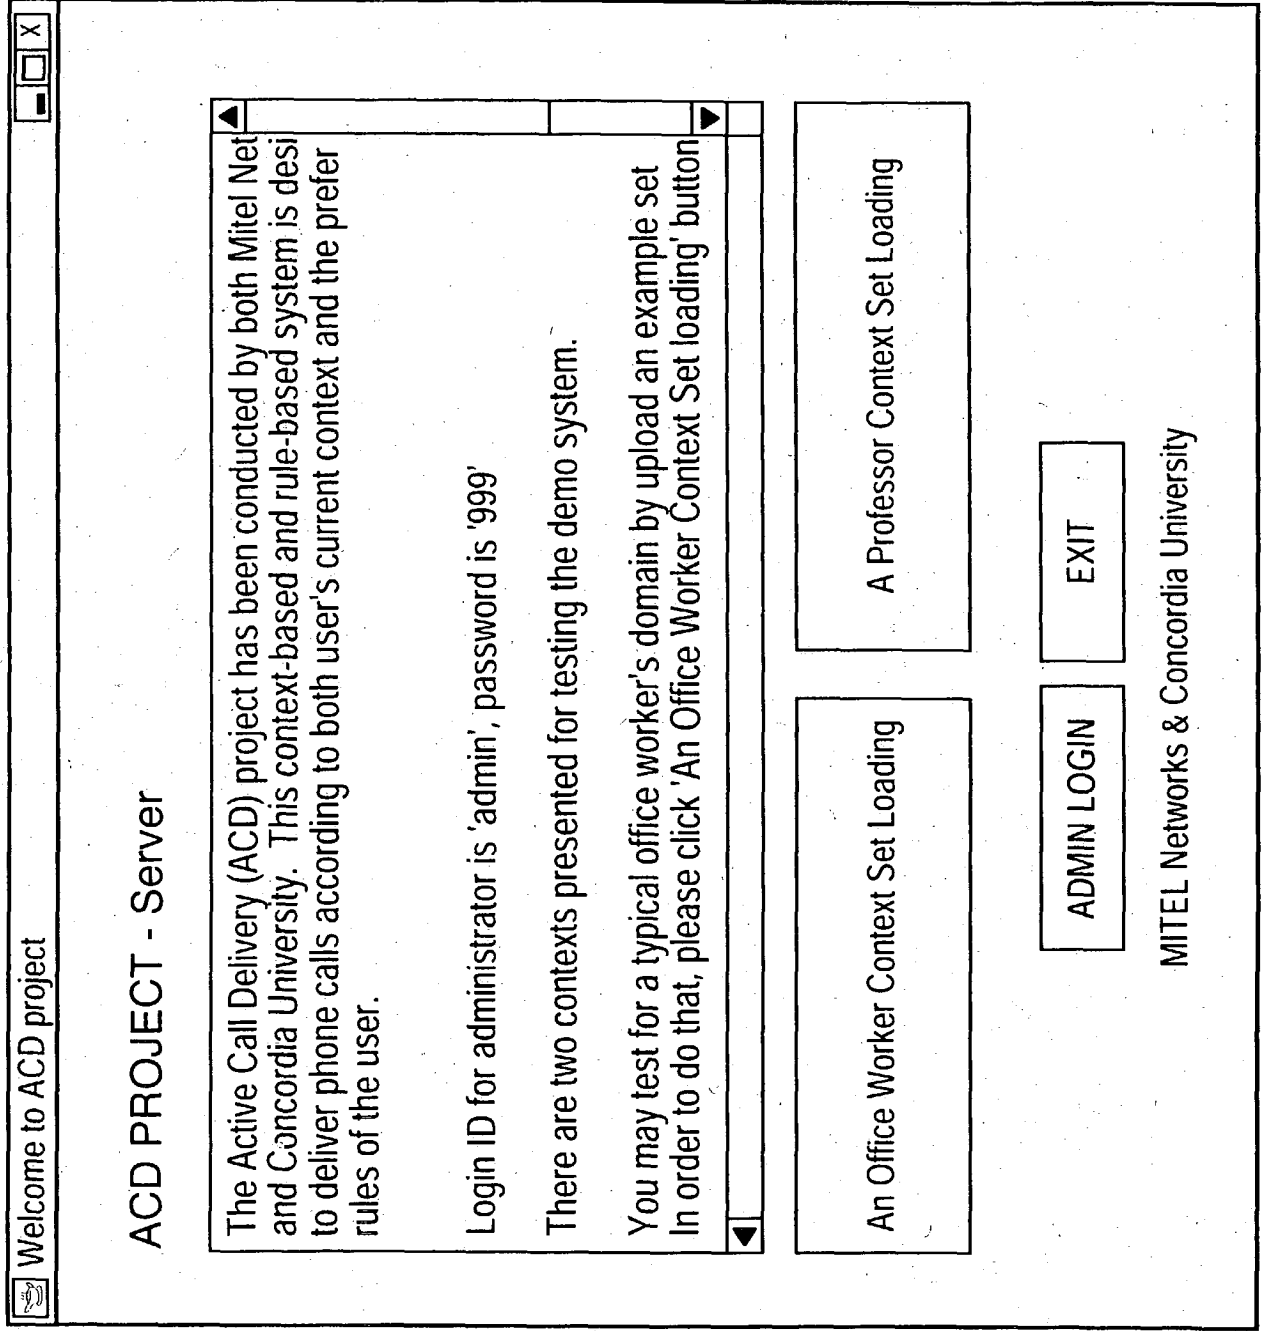 Welcome to ACD project
X
ACD PROJECT - Server
The Active Call Delivery (ACD) project has been conducted by both Mitel Net
and Concordia University. This context-based and rule-based system is desi
to deliver phone calls according to both user's current context and the prefer
rules of the user.
Login ID for administrator is 'admin', password is '999'
There are two contexts presented for testing the demo system.
You may test for a typical office worker's domain by upload an example set
In order to do that, please click 'An Office Worker Context Set loading' button
An Office Worker Context Set Loading
A Professor Context Set Loading
ADMIN LOGIN
EXIT
MITEL Networks & Concordia University